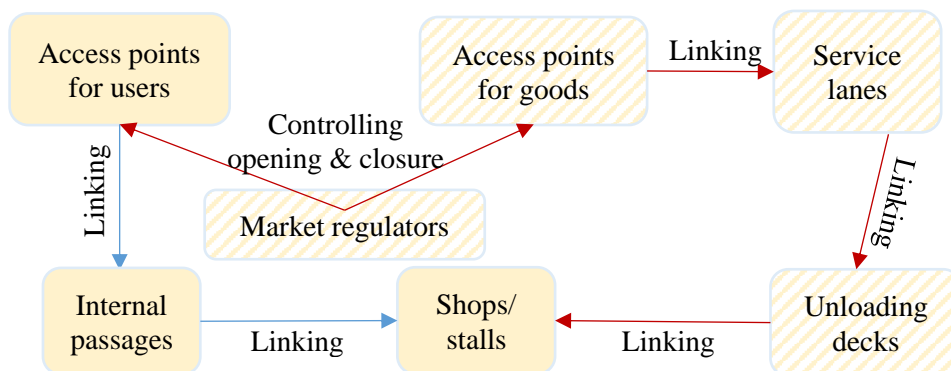 Access points
for users
Access points
for goods
Linking
Service
lanes
Controlling
opening & closure
Linking
Linking
Market regulators
Internal
passages
Linking
Shops/
stalls
Linking
Unloading
decks